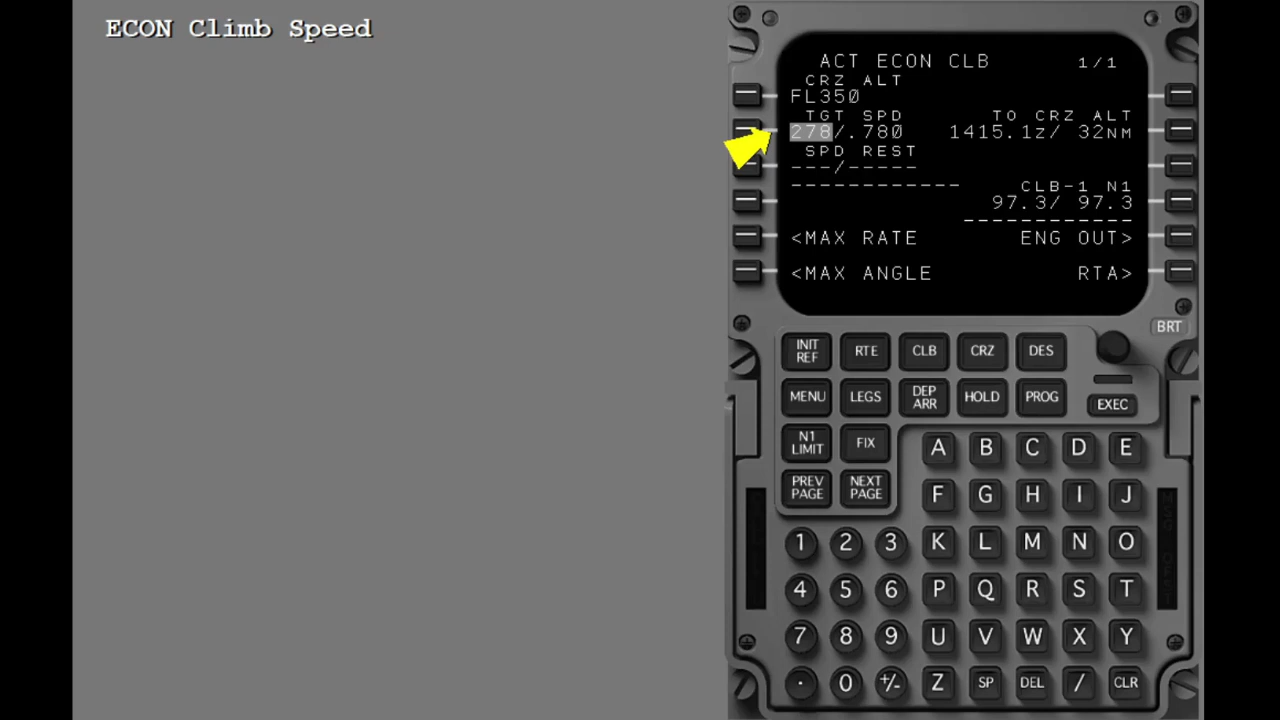 ECON Climb Speed
ACT ECON CLB 1/1
CRZ ALT
FL350
TGT SPD TO CRZ ALT
278/.780 1415.1z/ 32NM
SPD REST
---/-----
------------ CLB-1 N1
97.3/ 97.3
------------
<MAX RATE ENG OUT>
<MAX ANGLE RTA>
BRT
INIT REF RTE CLB CRZ DES
MENU LEGS DEP ARR HOLD PROG EXEC
N1 LIMIT FIX A B C D E
PREV PAGE NEXT PAGE F G H I J
1 2 3 K L M N O
4 5 6 P Q R S T
7 8 9 U V W X Y
. 0 +/- Z SP DEL / CLR